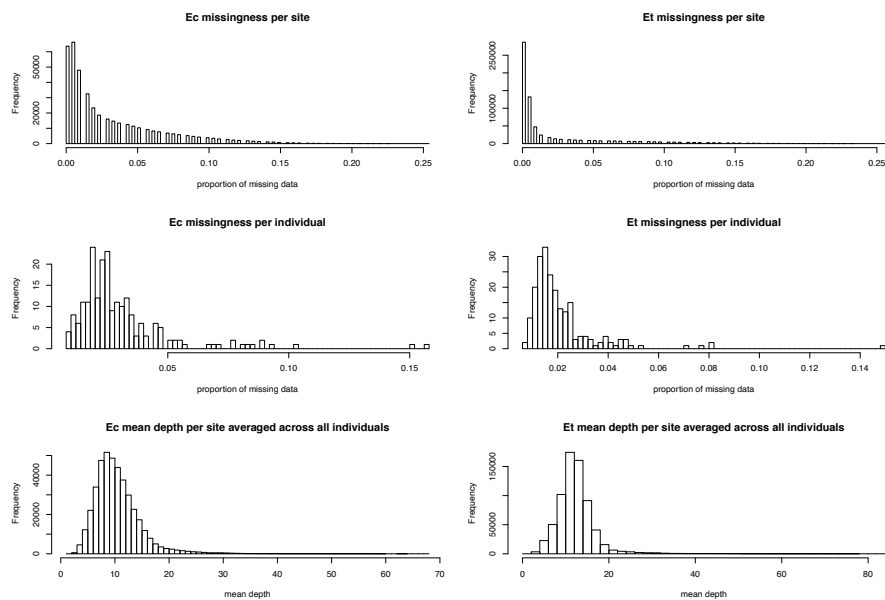 Ec missingness per site
Frequency
0 20000 50000
0.00 0.05 0.10 0.15 0.20 0.25
proportion of missing data
Et missingness per site
Frequency
0 100000 250000
0.00 0.05 0.10 0.15 0.20 0.25
proportion of missing data
Ec missingness per individual
Frequency
0 5 10 15 20
0.05 0.10 0.15
proportion of missing data
Et missingness per individual
Frequency
0 5 10 20 30
0.02 0.04 0.06 0.08 0.10 0.12 0.14
proportion of missing data
Ec mean depth per site averaged across all individuals
Frequency
0 20000 40000
0 10 20 30 40 50 60 70
mean depth
Et mean depth per site averaged across all individuals
Frequency
0 50000 150000
0 20 40 60 80
mean depth